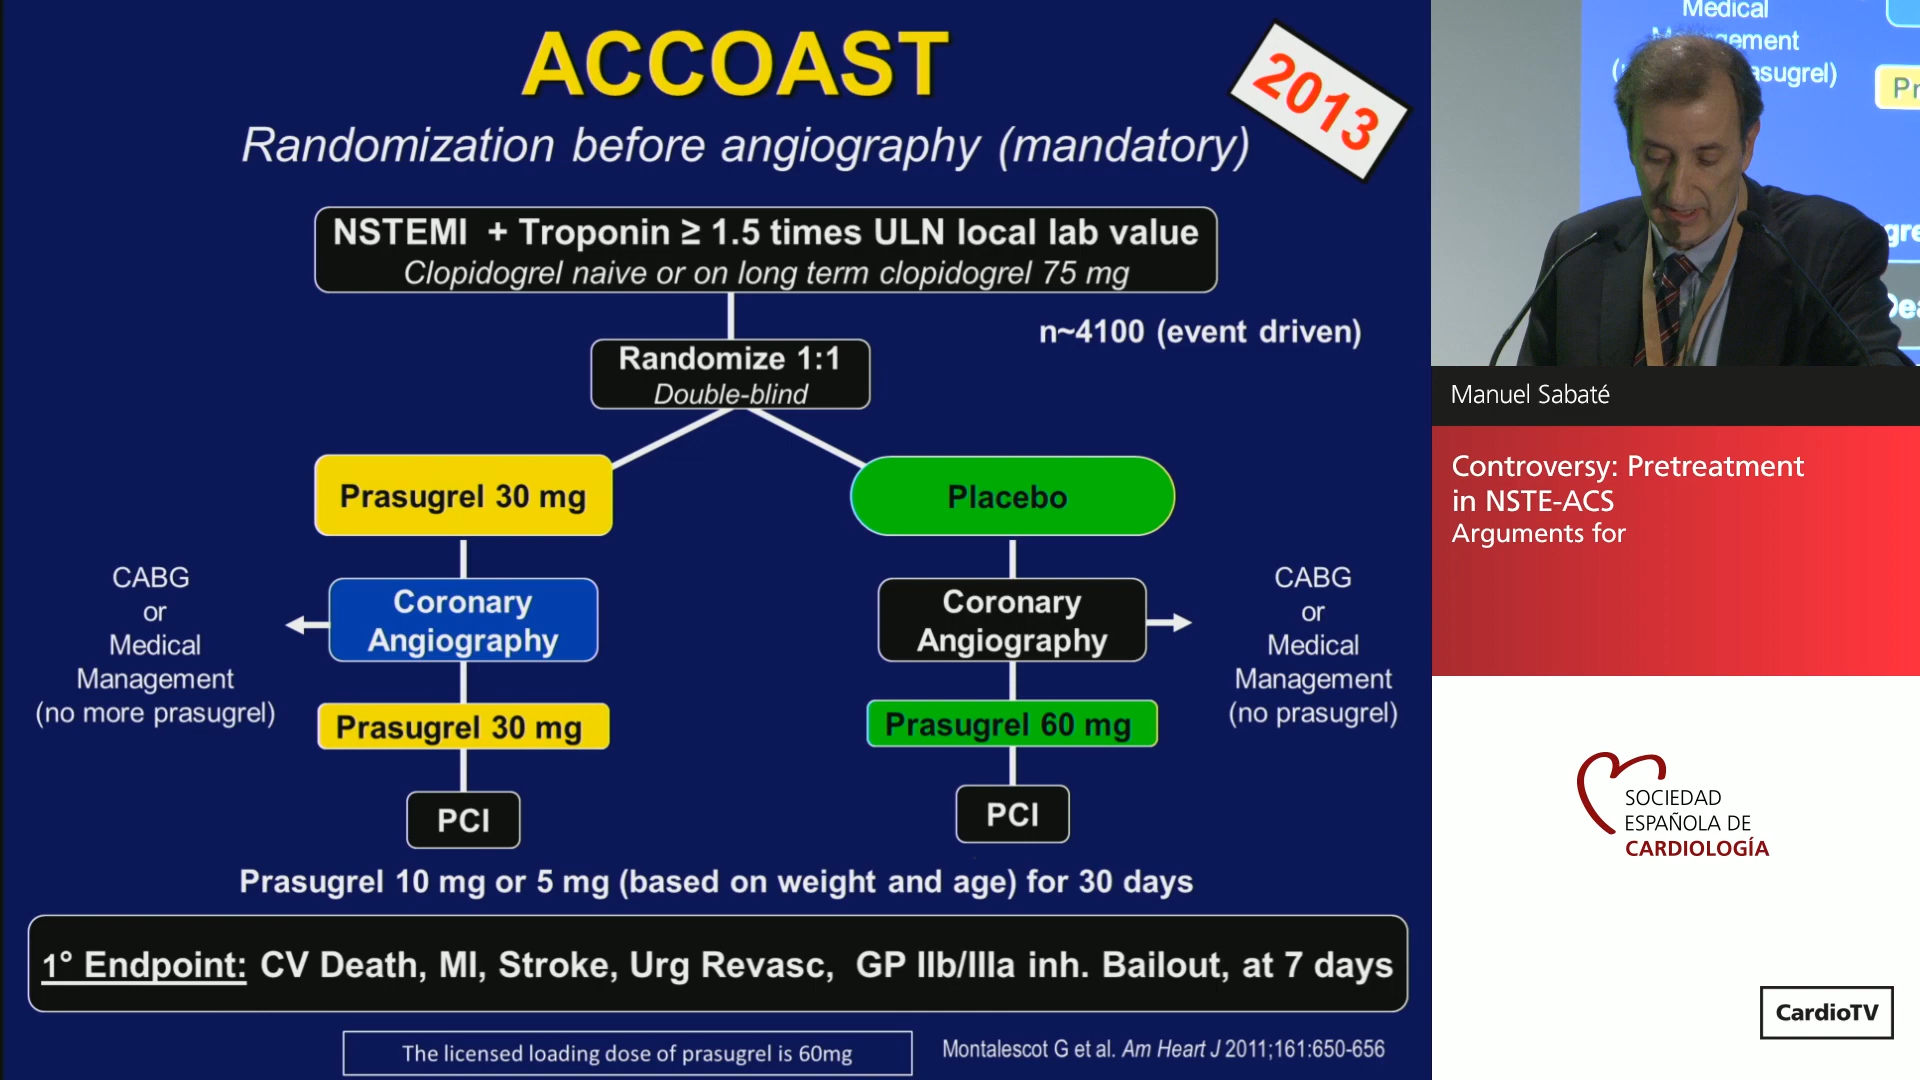 ACCOAST
2013
Randomization before angiography (mandatory)
NSTEMI + Troponin ≥ 1.5 times ULN local lab value
Clopidogrel naive or on long term clopidogrel 75 mg
n~4100 (event driven)
Randomize 1:1
Double-blind
Prasugrel 30 mg
Placebo
CABG
or
Medical
Management
(no more prasugrel)
Coronary
Angiography
Coronary
Angiography
CABG
or
Medical
Management
(no prasugrel)
Prasugrel 30 mg
Prasugrel 60 mg
PCI
PCI
Prasugrel 10 mg or 5 mg (based on weight and age) for 30 days
1° Endpoint: CV Death, MI, Stroke, Urg Revasc, GP IIb/IIIa inh. Bailout, at 7 days
The licensed loading dose of prasugrel is 60mg
Montalescot G et al. Am Heart J 2011;161:650-656
Medical
Manuel Sabaté
Controversy: Pretreatment
in NSTE-ACS
Arguments for
SOCIEDAD
ESPAÑOLA DE
CARDIOLOGÍA
CardioTV